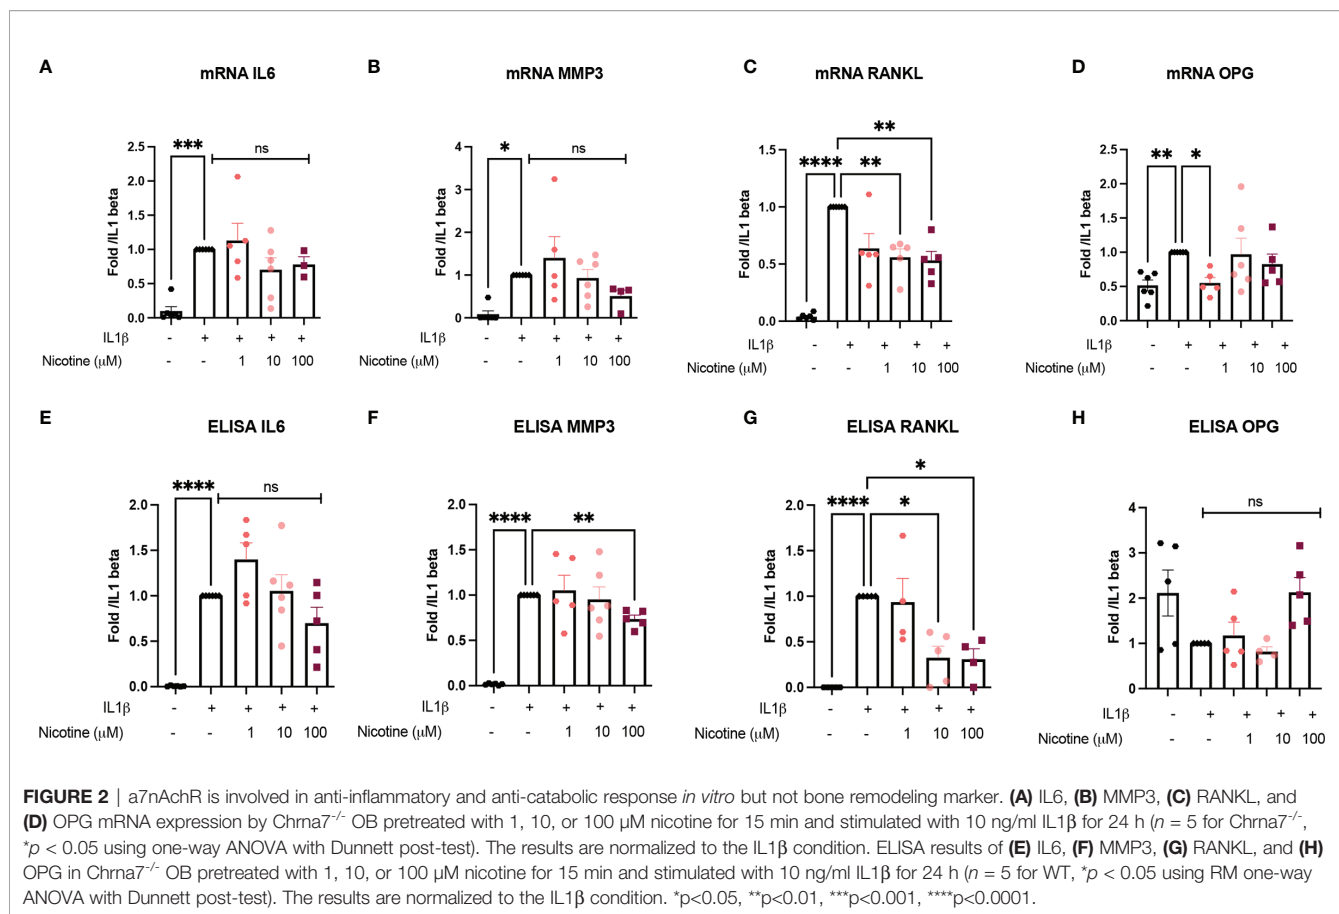 A
mRNA IL6
B
mRNA MMP3
C
mRNA RANKL
D
mRNA OPG
Fold /IL1 beta
2.5
2.0
1.5
1.0
0.5
0.0
***
ns
IL1β - + + + +
Nicotine (μM) - - 1 10 100
Fold /IL1 beta
4
3
2
1
0
*
ns
IL1β - + + + +
Nicotine (μM) - - 1 10 100
Fold /IL1 beta
1.5
1.0
0.5
0.0
****
**
**
IL1β - + + + +
Nicotine (μM) - - 1 10 100
Fold /IL1 beta
2.5
2.0
1.5
1.0
0.5
0.0
**
*
IL1β - + + + +
Nicotine (μM) - - 1 10 100
E
ELISA IL6
F
ELISA MMP3
G
ELISA RANKL
H
ELISA OPG
Fold /IL1 beta
2.0
1.5
1.0
0.5
0.0
****
ns
IL1β - + + + +
Nicotine (μM) - - 1 10 100
Fold /IL1 beta
2.0
1.5
1.0
0.5
0.0
****
**
IL1β - + + + +
Nicotine (μM) - - 1 10 100
Fold /IL1 beta
2.0
1.5
1.0
0.5
0.0
****
*
*
IL1β - + + + +
Nicotine (μM) - - 1 10 100
Fold /IL1 beta
4
3
2
1
0
ns
IL1β - + + + +
Nicotine (μM) - - 1 10 100
FIGURE 2 | a7nAchR is involved in anti-inflammatory and anti-catabolic response in vitro but not bone remodeling marker. (A) IL6, (B) MMP3, (C) RANKL, and
(D) OPG mRNA expression by Chrna7-/- OB pretreated with 1, 10, or 100 μM nicotine for 15 min and stimulated with 10 ng/ml IL1β for 24 h (n = 5 for Chrna7-/-,
*p < 0.05 using one-way ANOVA with Dunnett post-test). The results are normalized to the IL1β condition. ELISA results of (E) IL6, (F) MMP3, (G) RANKL, and (H)
OPG in Chrna7-/- OB pretreated with 1, 10, or 100 μM nicotine for 15 min and stimulated with 10 ng/ml IL1β for 24 h (n = 5 for WT, *p < 0.05 using RM one-way
ANOVA with Dunnett post-test). The results are normalized to the IL1β condition. *p<0.05, **p<0.01, ***p<0.001, ****p<0.0001.